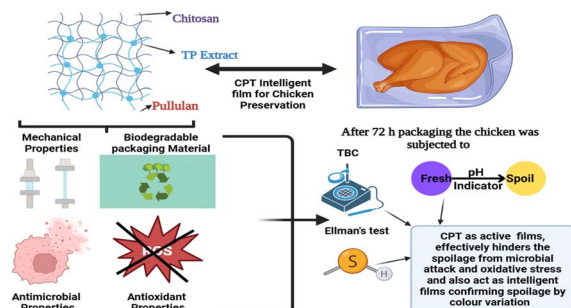 Chitosan
TP Extract
Pullulan
CPT Intelligent
film for Chicken
Preservation
Mechanical
Properties
Biodegradable
packaging Material
Antimicrobial
Properties
ROS
Antioxidant
Properties
After 72 h packaging the chicken was
subjected to
TBC
Ellman's test
S
H
Fresh
pH
Indicator
Spoil
CPT as active films,
effectively hinders the
spoilage from microbial
attack and oxidative stress
and also act as intelligent
films confirming spoilage by
colour variation